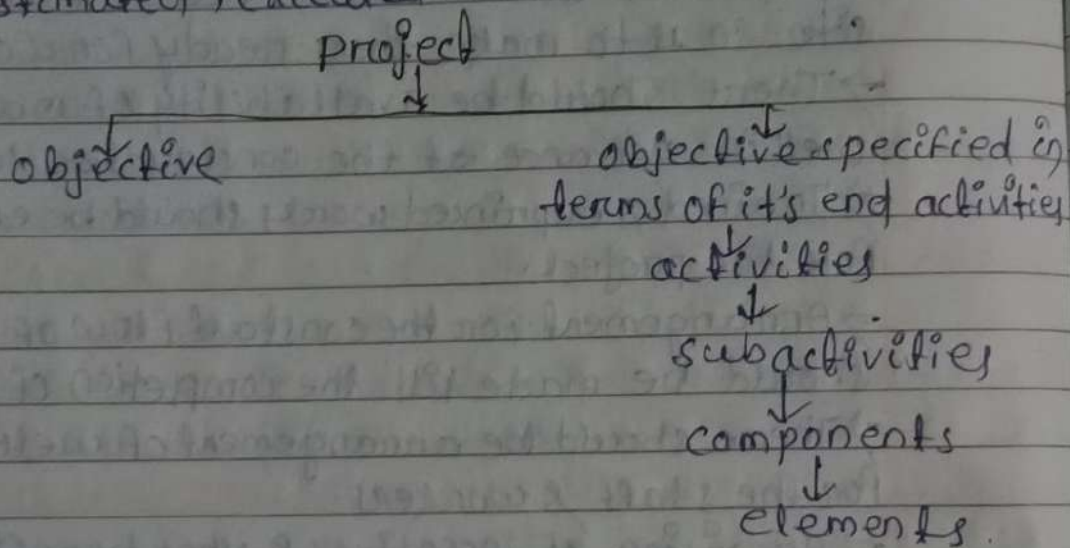 project
objective
objective specified in
terms of it's end activities
activities
subactivities
components
elements.